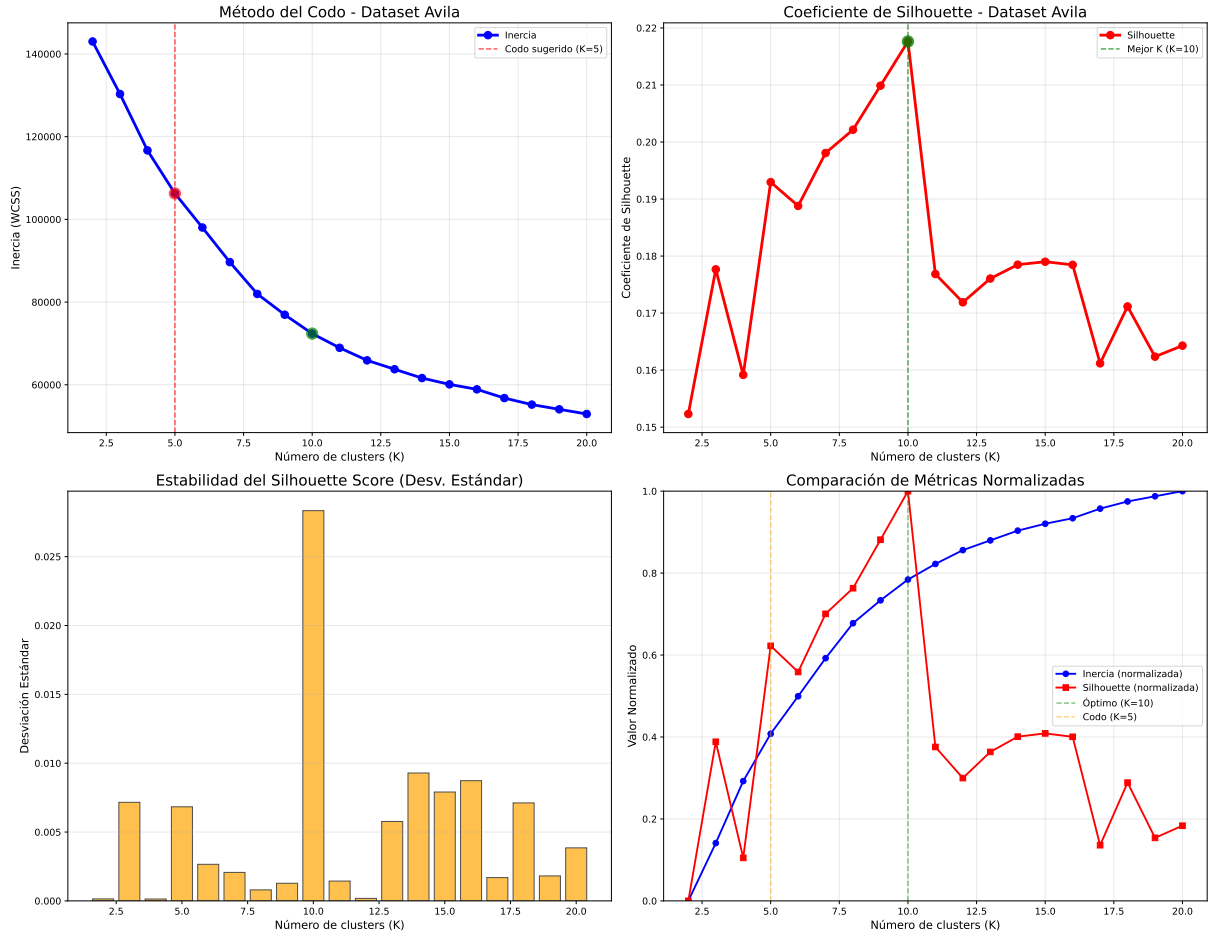 Método del Codo - Dataset Avila
Inercia
Codo sugerido (K=5)
Inercia (WCSS)
140000
120000
100000
80000
60000
2.5 5.0 7.5 10.0 12.5 15.0 17.5 20.0
Número de clusters (K)
Coeficiente de Silhouette - Dataset Avila
Silhouette
Mejor K (K=10)
Coeficiente de Silhouette
0.22
0.21
0.20
0.19
0.18
0.17
0.16
0.15
2.5 5.0 7.5 10.0 12.5 15.0 17.5 20.0
Número de clusters (K)
Estabilidad del Silhouette Score (Desv. Estándar)
Desviación Estándar
0.025
0.020
0.015
0.010
0.005
0.000
2.5 5.0 7.5 10.0 12.5 15.0 17.5 20.0
Número de clusters (K)
Comparación de Métricas Normalizadas
Valor Normalizado
1.0
0.8
0.6
0.4
0.2
0.0
Inercia (normalizada)
Silhouette (normalizada)
Óptimo (K=10)
Codo (K=5)
2.5 5.0 7.5 10.0 12.5 15.0 17.5 20.0
Número de clusters (K)